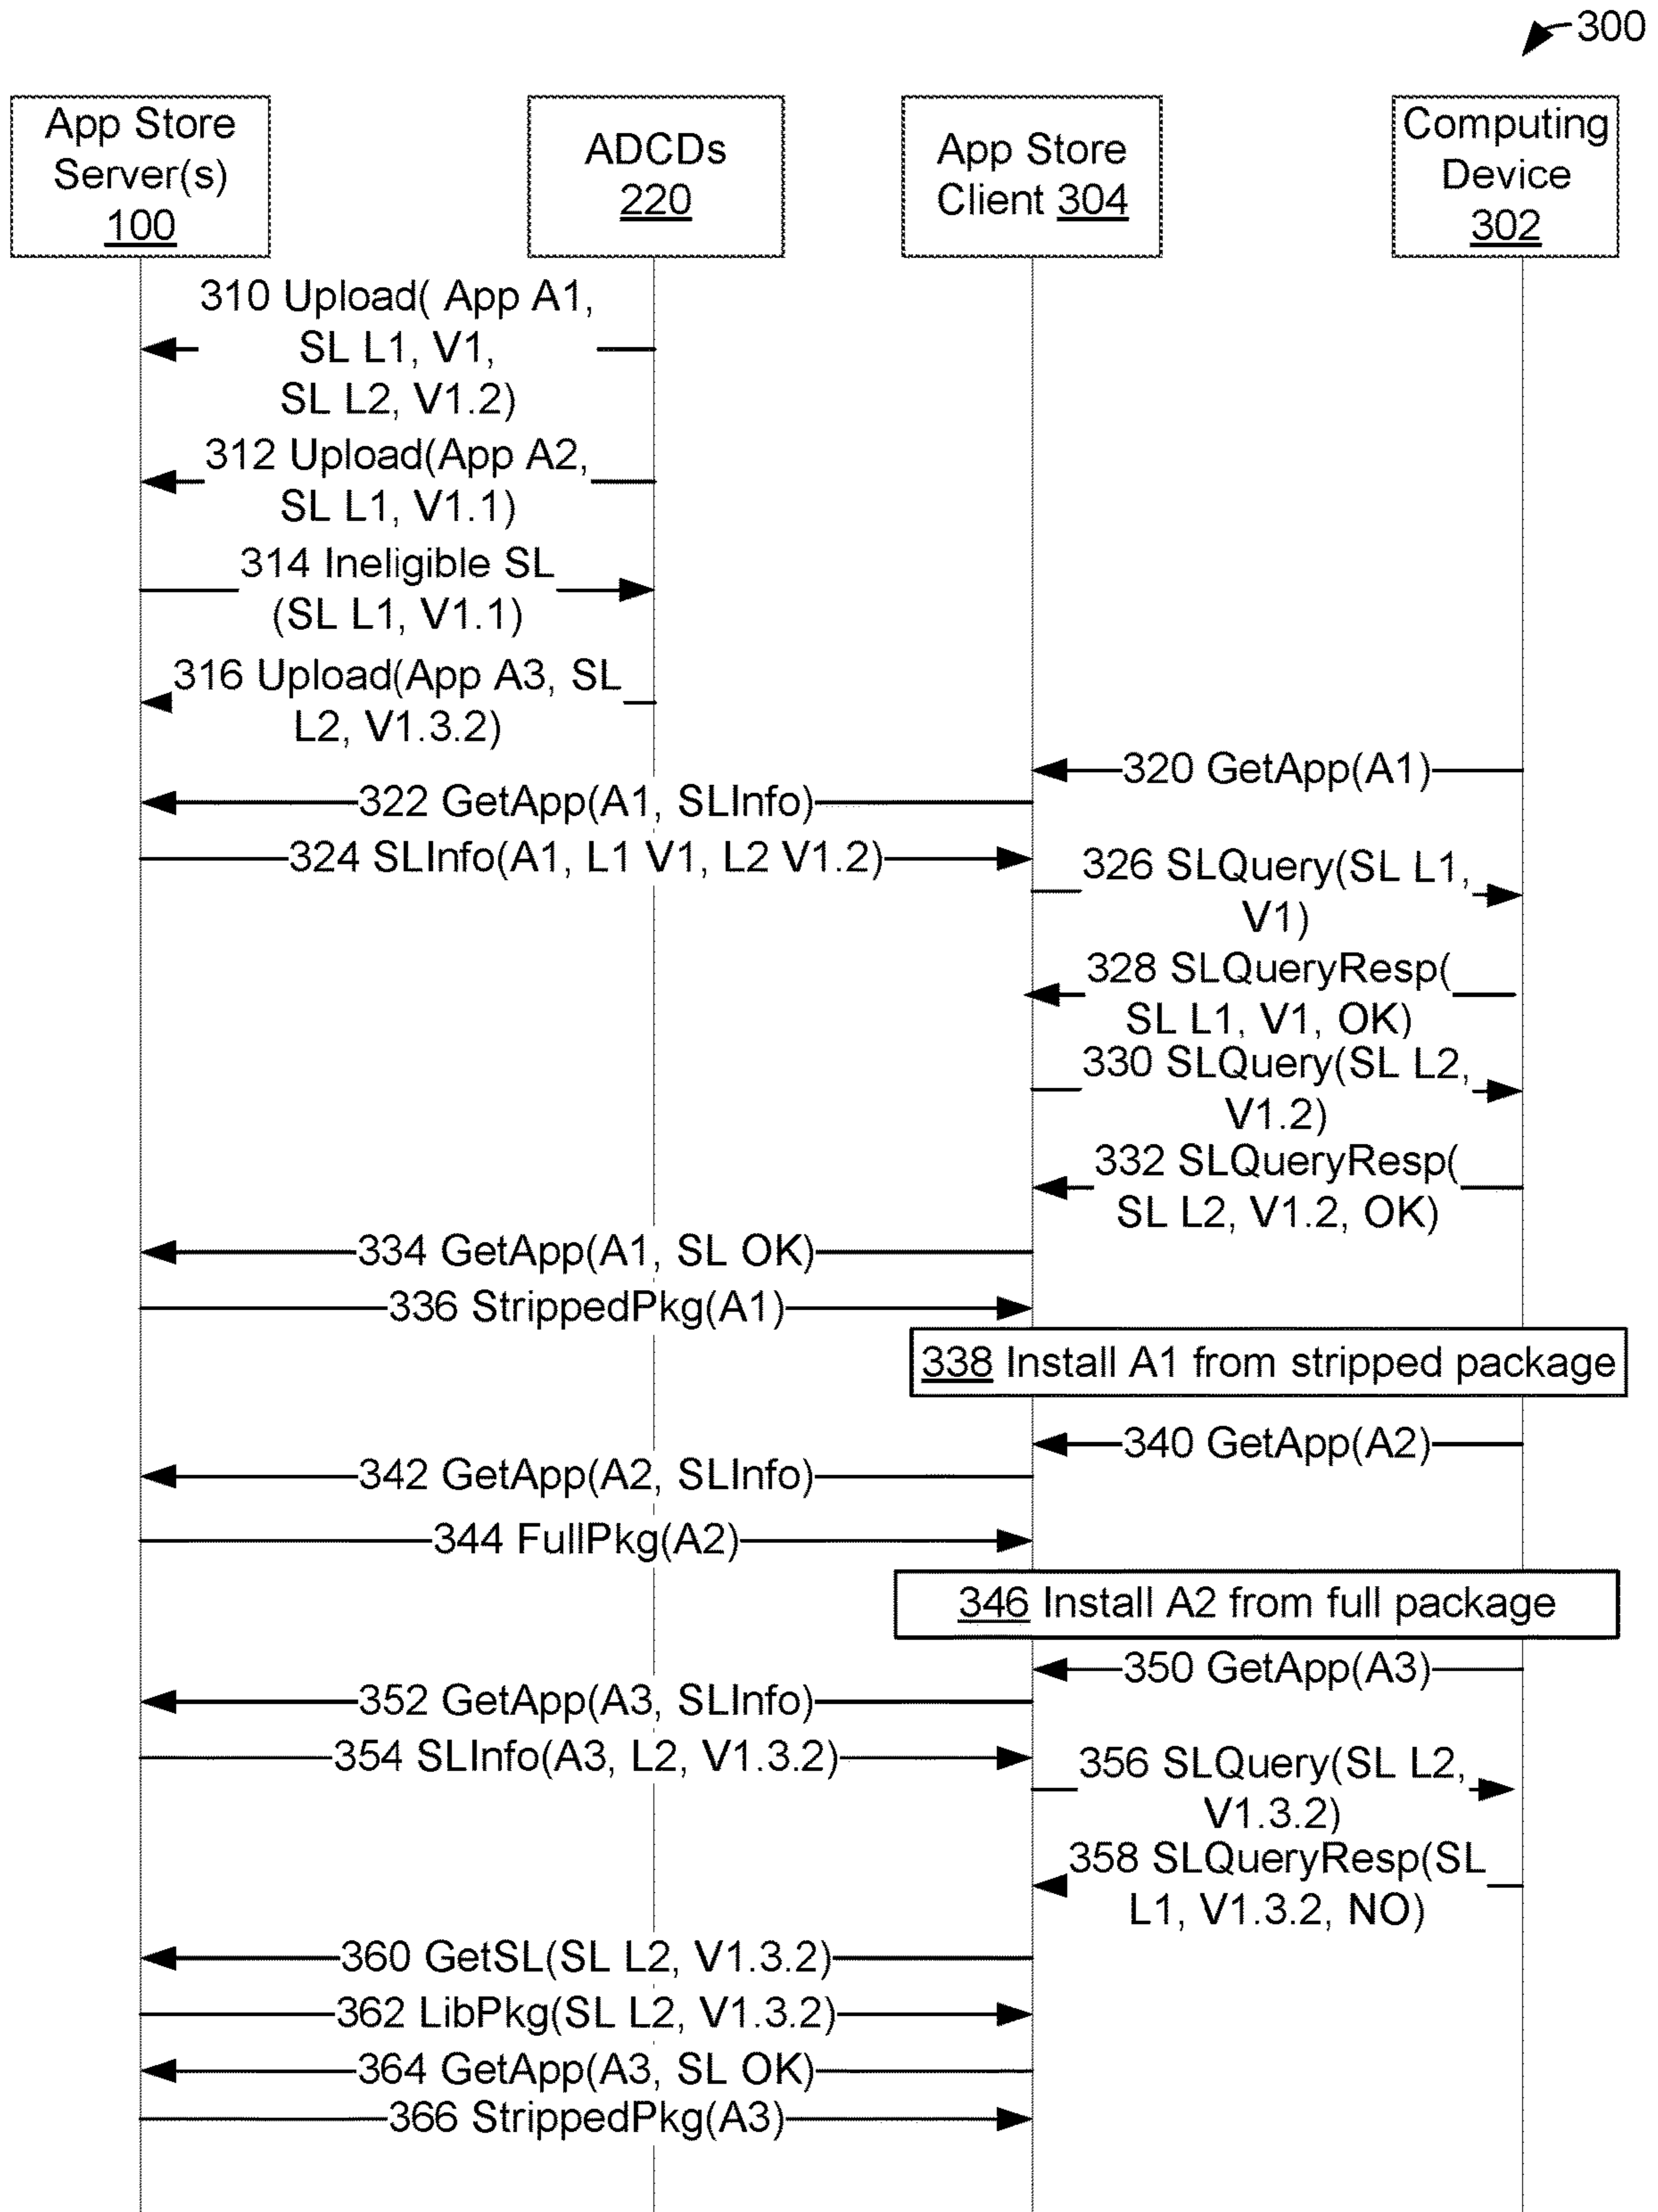 300
App Store
Server(s)
100
ADCDs
220
App Store
Client 304
Computing
Device
302
310 Upload( App A1,
SL L1, V1,
SL L2, V1.2)
312 Upload(App A2,
SL L1, V1.1)
314 Ineligible SL
(SL L1, V1.1)
316 Upload(App A3, SL
L2, V1.3.2)
320 GetApp(A1)
322 GetApp(A1, SLInfo)
324 SLInfo(A1, L1 V1, L2 V1.2)
326 SLQuery(SL L1,
V1)
328 SLQueryResp(
SL L1, V1, OK)
330 SLQuery(SL L2,
V1.2)
332 SLQueryResp(
SL L2, V1.2, OK)
334 GetApp(A1, SL OK)
336 StrippedPkg(A1)
338 Install A1 from stripped package
340 GetApp(A2)
342 GetApp(A2, SLInfo)
344 FullPkg(A2)
346 Install A2 from full package
350 GetApp(A3)
352 GetApp(A3, SLInfo)
354 SLInfo(A3, L2, V1.3.2)
356 SLQuery(SL L2,
V1.3.2)
358 SLQueryResp(SL
L1, V1.3.2, NO)
360 GetSL(SL L2, V1.3.2)
362 LibPkg(SL L2, V1.3.2)
364 GetApp(A3, SL OK)
366 StrippedPkg(A3)